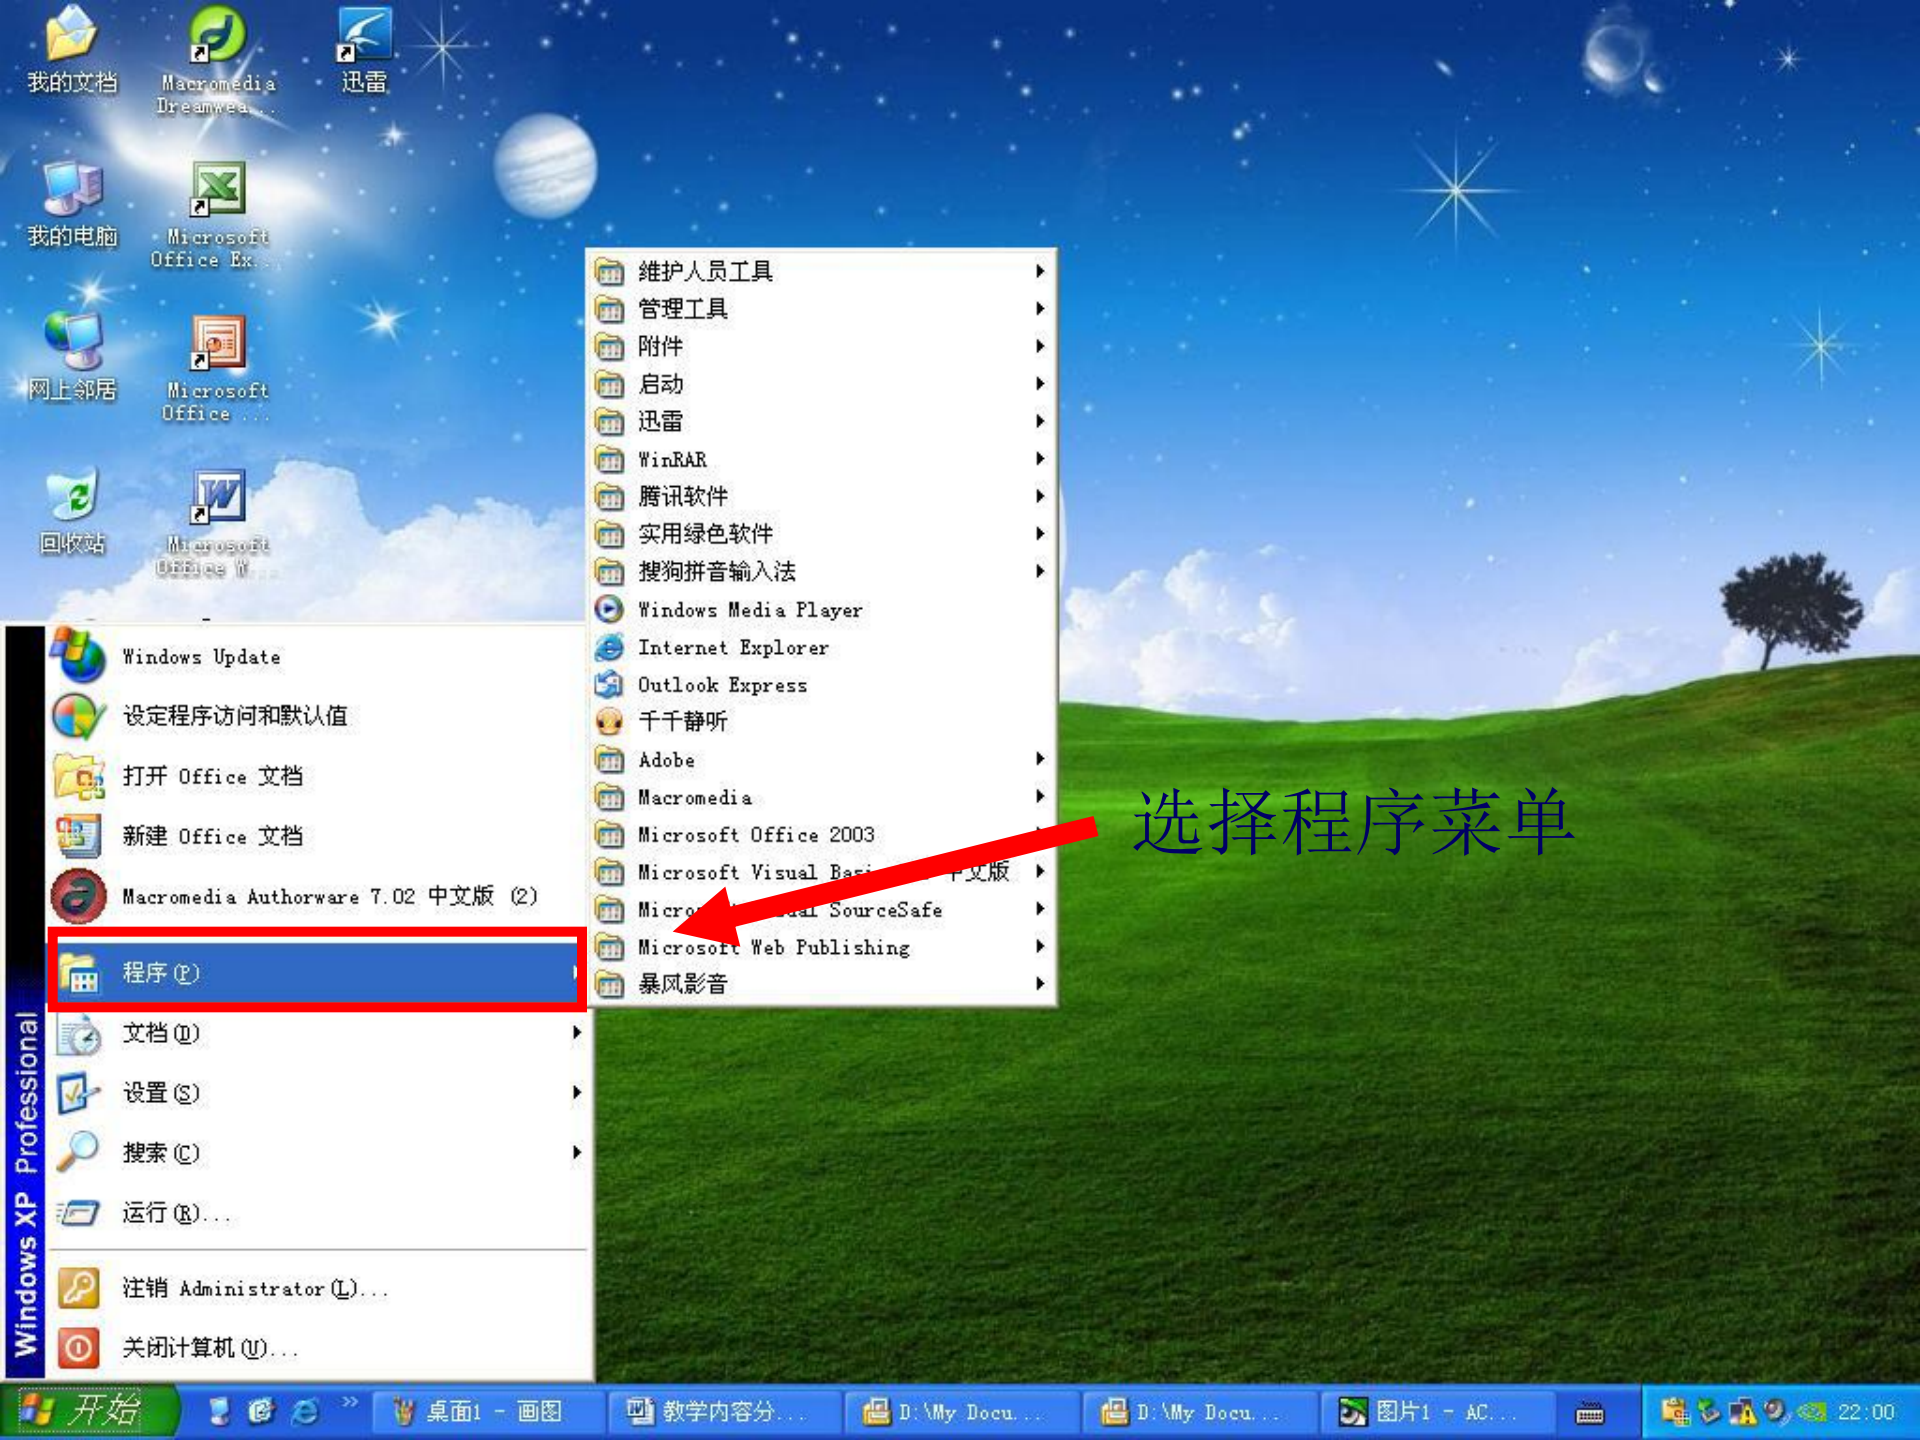 我的文档
Macromedia
Dreamwea...
迅雷
我的电脑
Microsoft
Office Ex...
网上邻居
Microsoft
Office ...
回收站
Microsoft
Office W...
维护人员工具
管理工具
附件
启动
迅雷
WinRAR
腾讯软件
实用绿色软件
搜狗拼音输入法
Windows Media Player
Internet Explorer
Outlook Express
千千静听
Adobe
Macromedia
Microsoft Office 2003
Microsoft Visual 中文版
SourceSafe
Microsoft Web Publishing
暴风影音
选择程序菜单
Windows Update
设定程序访问和默认值
打开 Office 文档
新建 Office 文档
Macromedia Authorware 7.02 中文版 (2)
程序(P)
文档(D)
设置(S)
搜索(C)
运行(R)...
注销 Administrator(L)...
关闭计算机(U)...
Windows XP Professional
开始
桌面1 - 画图
教学内容分...
D:\My Docu...
D:\My Docu...
图片1 - AC...
22:00